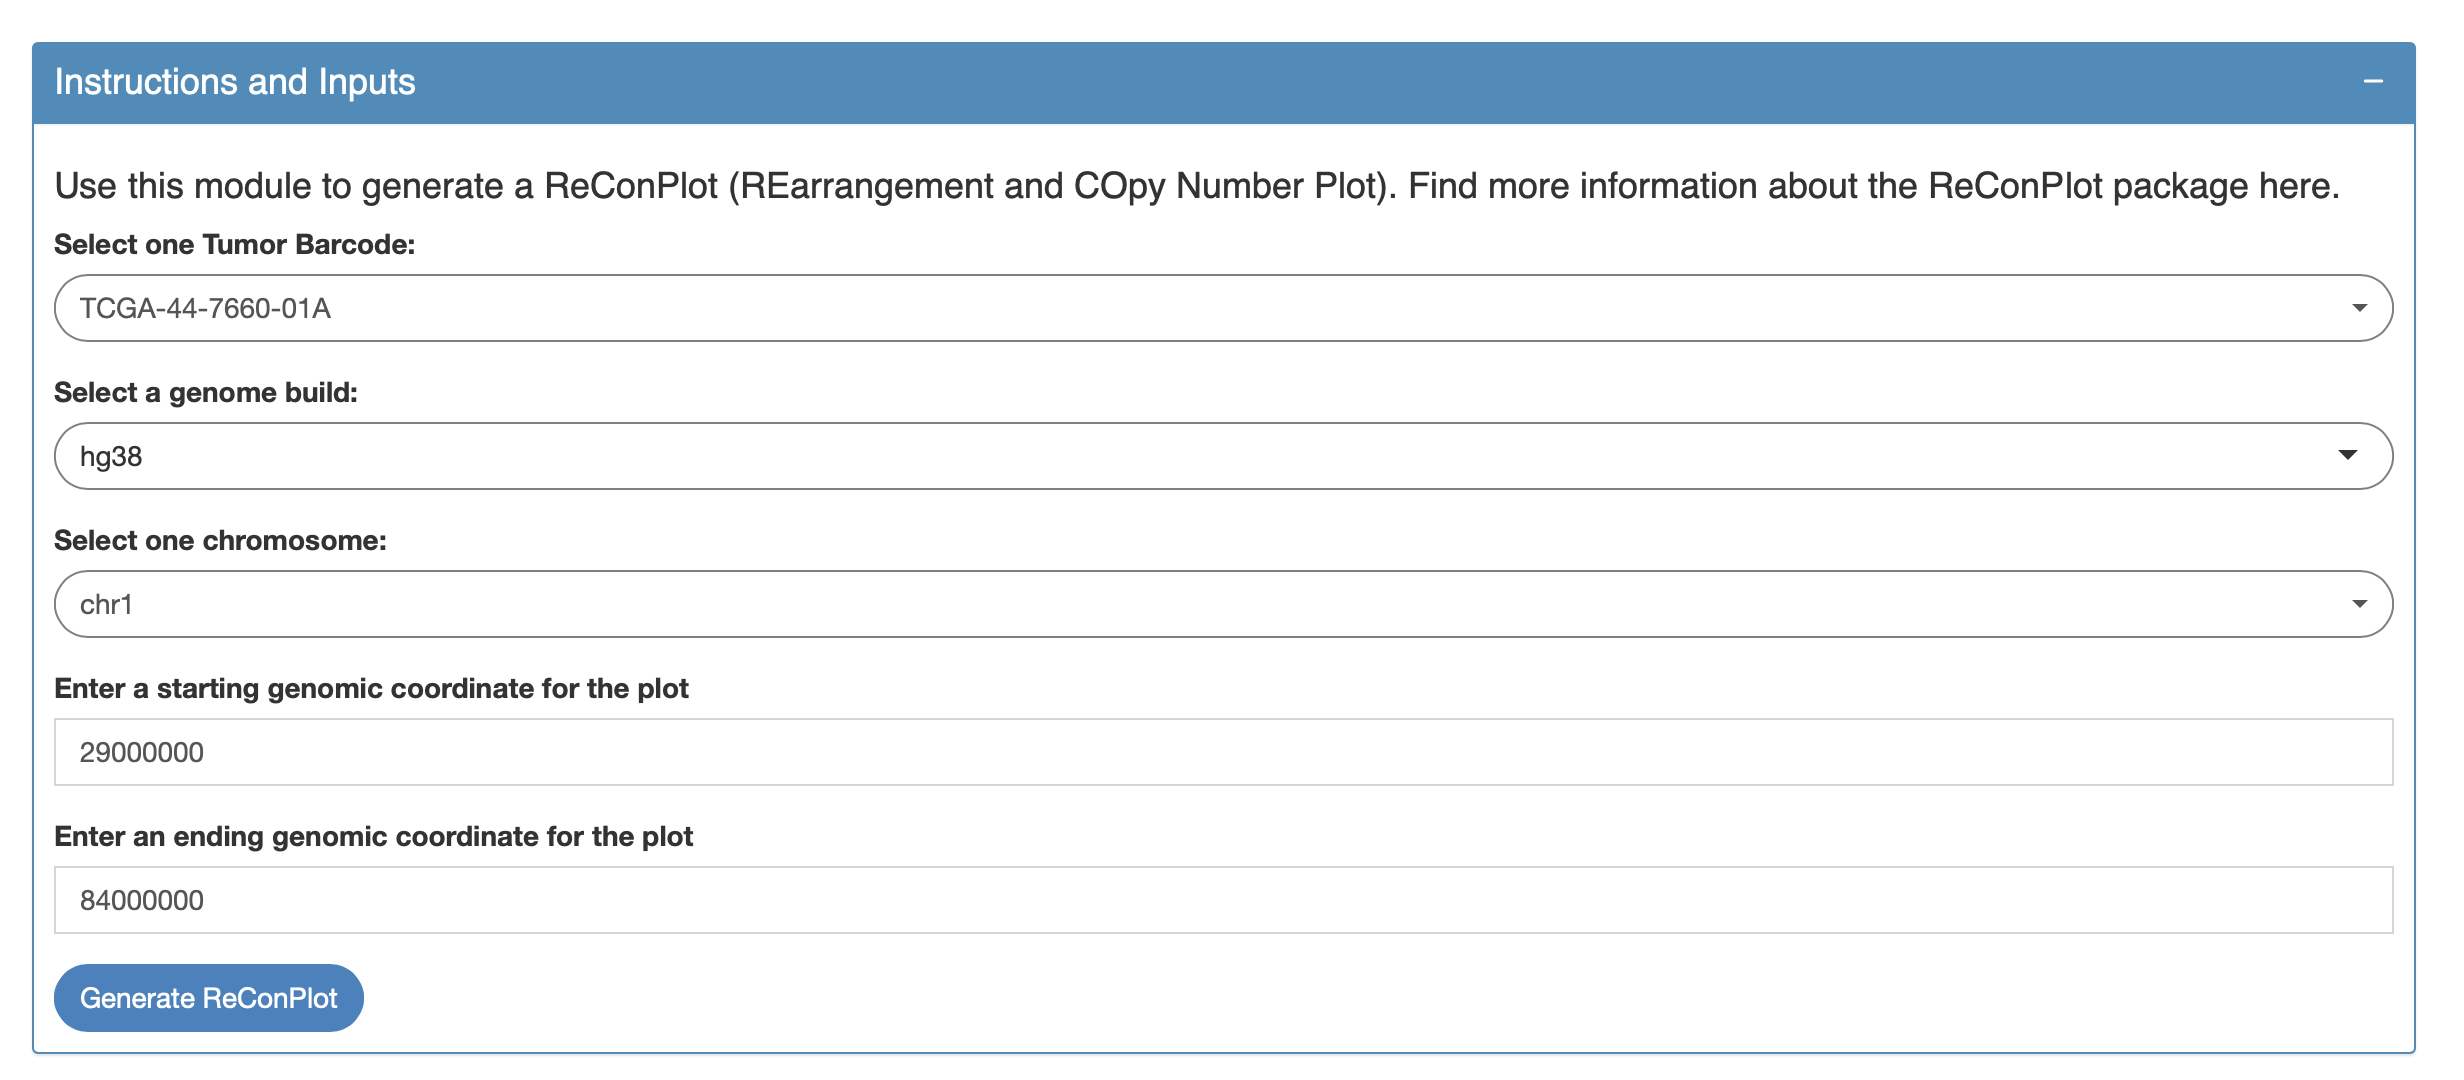 Instructions and Inputs
Use this module to generate a ReConPlot (REarrangement and COpy Number Plot). Find more information about the ReConPlot package here.
Select one Tumor Barcode:
TCGA-44-7660-01A
Select a genome build:
hg38
Select one chromosome:
chr1
Enter a starting genomic coordinate for the plot
29000000
Enter an ending genomic coordinate for the plot
84000000
Generate ReConPlot